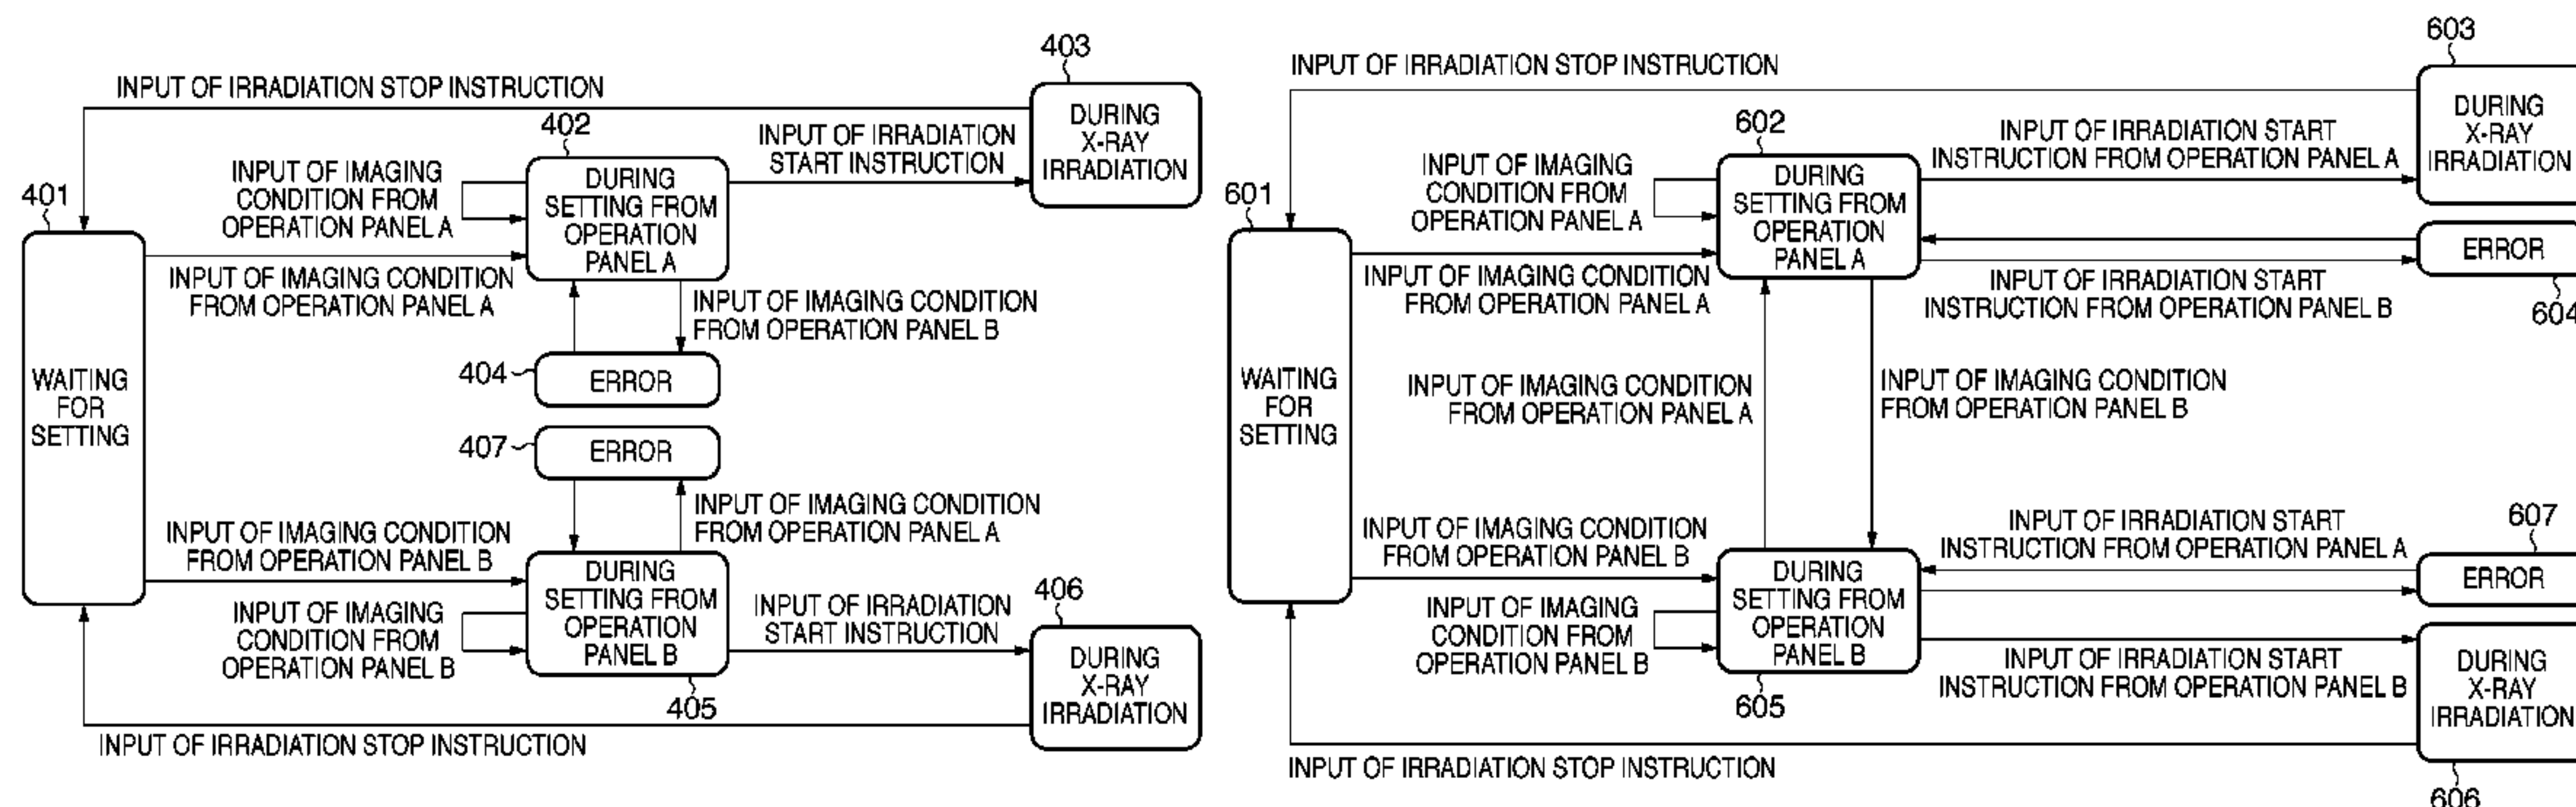 403
INPUT OF IRRADIATION STOP INSTRUCTION
DURING
X-RAY
IRRADIATION
402
INPUT OF IRRADIATION
START INSTRUCTION
INPUT OF IMAGING
CONDITION FROM
OPERATION PANEL A
DURING
SETTING FROM
OPERATION
PANEL A
401
INPUT OF IMAGING CONDITION
FROM OPERATION PANEL A
INPUT OF IMAGING CONDITION
FROM OPERATION PANEL B
WAITING
FOR
SETTING
404
ERROR
407
ERROR
INPUT OF IMAGING CONDITION
FROM OPERATION PANEL A
INPUT OF IMAGING CONDITION
FROM OPERATION PANEL B
DURING
SETTING FROM
OPERATION
PANEL B
INPUT OF IMAGING
CONDITION FROM
OPERATION PANEL B
INPUT OF IRRADIATION
START INSTRUCTION
406
DURING
X-RAY
IRRADIATION
405
INPUT OF IRRADIATION STOP INSTRUCTION
603
INPUT OF IRRADIATION STOP INSTRUCTION
DURING
X-RAY
IRRADIATION
602
INPUT OF IRRADIATION START
INSTRUCTION FROM OPERATION PANEL A
INPUT OF IMAGING
CONDITION FROM
OPERATION PANEL A
DURING
SETTING FROM
OPERATION
PANEL A
601
ERROR
604
INPUT OF IMAGING CONDITION
FROM OPERATION PANEL A
INPUT OF IRRADIATION START
INSTRUCTION FROM OPERATION PANEL B
WAITING
FOR
SETTING
INPUT OF IMAGING CONDITION
FROM OPERATION PANEL A
INPUT OF IMAGING CONDITION
FROM OPERATION PANEL B
INPUT OF IMAGING CONDITION
FROM OPERATION PANEL B
INPUT OF IRRADIATION START
INSTRUCTION FROM OPERATION PANEL A
607
ERROR
DURING
SETTING FROM
OPERATION
PANEL B
INPUT OF IMAGING
CONDITION FROM
OPERATION PANEL B
INPUT OF IRRADIATION START
INSTRUCTION FROM OPERATION PANEL B
DURING
X-RAY
IRRADIATION
605
INPUT OF IRRADIATION STOP INSTRUCTION
606